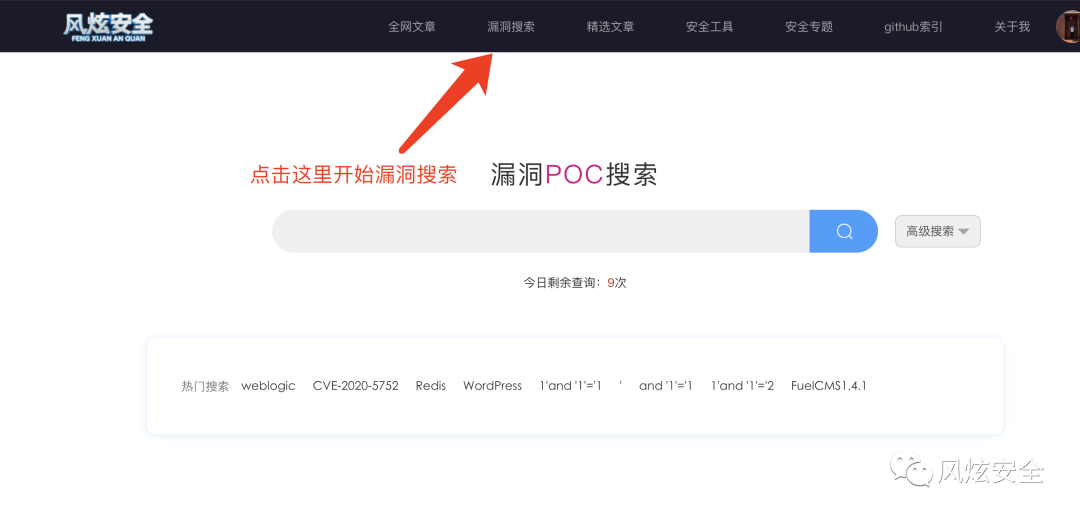 风炫安全
FENG XUAN AN QUAN
全网文章 漏洞搜索 精选文章 安全工具 安全专题 github索引 关于我
点击这里开始漏洞搜索
漏洞POC搜索
高级搜索
今日剩余查询：9次
热门搜索 weblogic CVE-2020-5752 Redis WordPress 1'and '1'='1 ' and '1'='1 1'and '1'='2 FuelCMS1.4.1
风炫安全